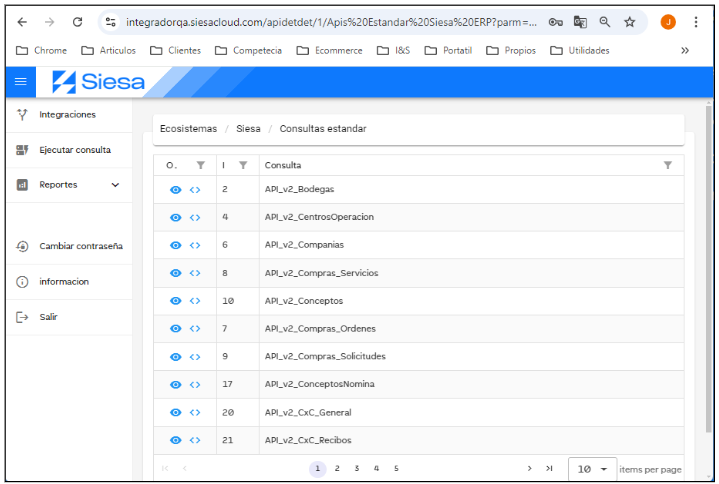 integradorqa.siesacloud.com/apidetdet/1/Apis%20Estandar%20Siesa%20ERP?parm=...
J
Chrome Articulos Clientes Competecia Ecommerce I&S Portatil Propios Utilidades
Siesa
Integraciones
Ejecutar consulta
Reportes
Cambiar contraseña
informacion
Salir
Ecosistemas / Siesa / Consultas estandar
O. I Consulta
2 API_v2_Bodegas
4 API_v2_CentrosOperacion
6 API_v2_Companias
8 API_v2_Compras_Servicios
10 API_v2_Conceptos
7 API_v2_Compras_Ordenes
9 API_v2_Compras_Solicitudes
17 API_v2_ConceptosNomina
20 API_v2_CxC_General
21 API_v2_CxC_Recibos
1 2 3 4 5 10 items per page